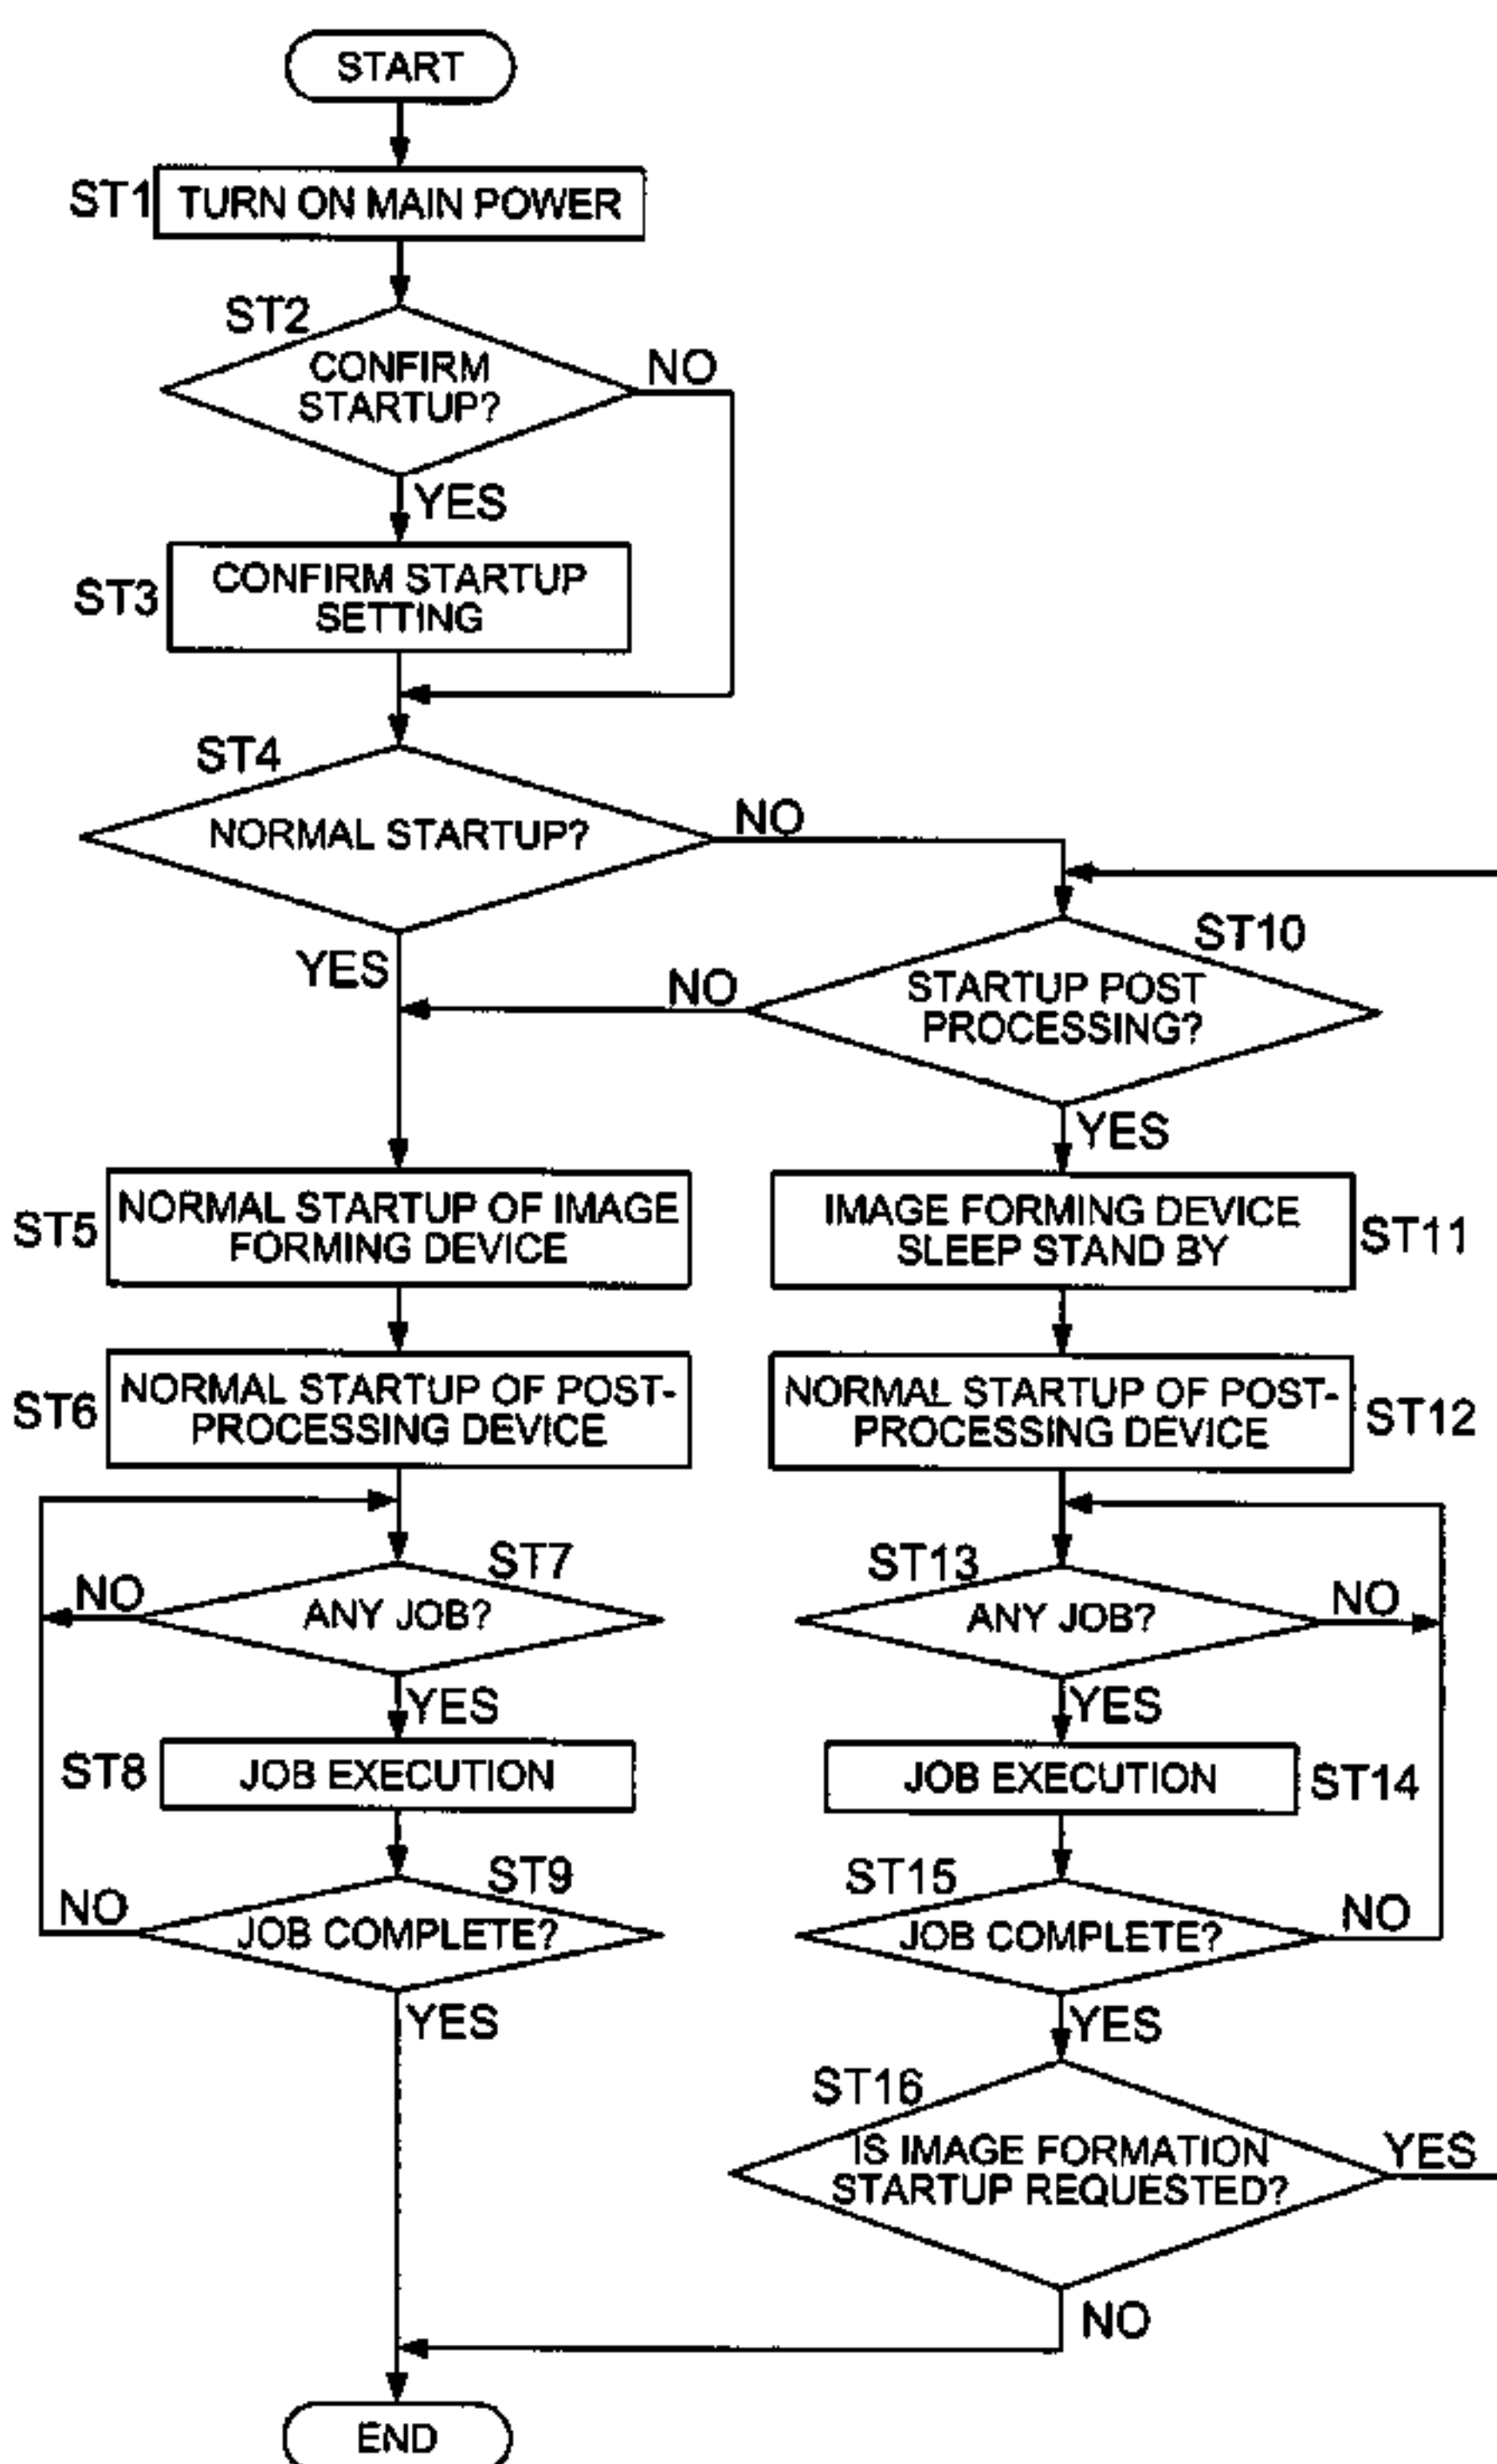 START
ST1
TURN ON MAIN POWER
ST2
CONFIRM
STARTUP?
NO
YES
ST3
CONFIRM STARTUP
SETTING
ST4
NORMAL STARTUP?
NO
YES
ST10
STARTUP POST
PROCESSING?
NO
YES
ST5
NORMAL STARTUP OF IMAGE
FORMING DEVICE
IMAGE FORMING DEVICE
SLEEP STAND BY
ST11
ST6
NORMAL STARTUP OF POST-
PROCESSING DEVICE
NORMAL STARTUP OF POST-
PROCESSING DEVICE
ST12
ST7
NO
ANY JOB?
YES
ST13
ANY JOB?
NO
YES
ST8
JOB EXECUTION
JOB EXECUTION
ST14
ST9
NO
JOB COMPLETE?
YES
ST15
JOB COMPLETE?
NO
YES
ST16
IS IMAGE FORMATION
STARTUP REQUESTED?
YES
NO
END